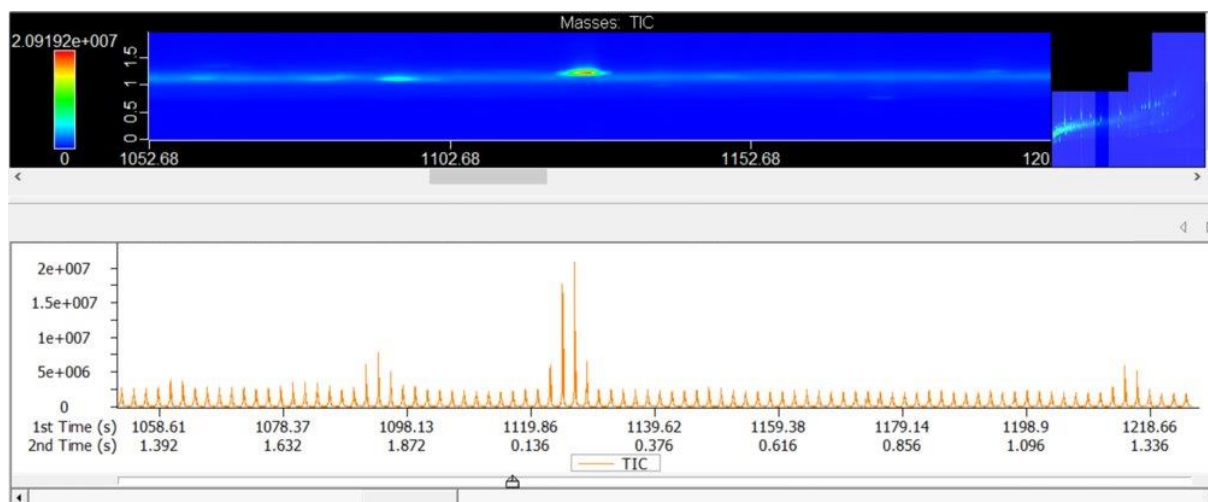 Masses: TIC
2.09192e+007
0
1.5
1
0.5
0
1052.68 1102.68 1152.68 120
2e+007
1.5e+007
1e+007
5e+006
0
1st Time (s) 1058.61 1078.37 1098.13 1119.86 1139.62 1159.38 1179.14 1198.9 1218.66
2nd Time (s) 1.392 1.632 1.872 0.136 0.376 0.616 0.856 1.096 1.336
TIC